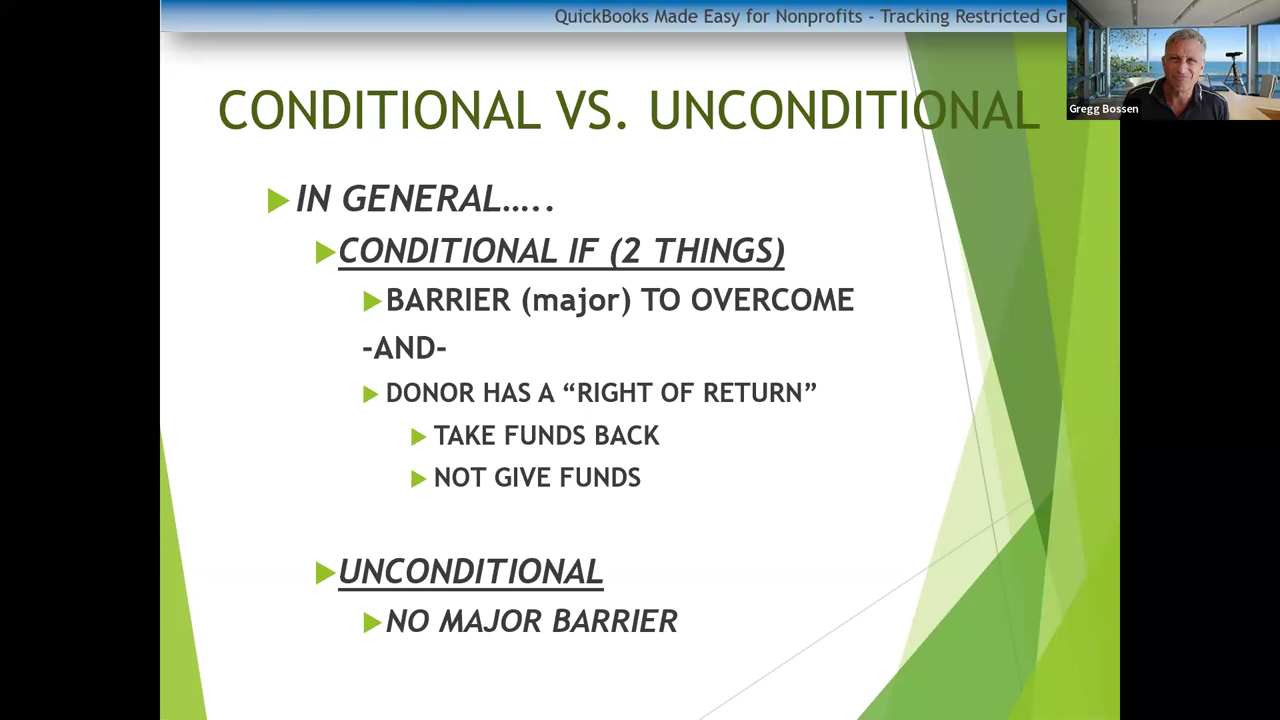 QuickBooks Made Easy for Nonprofits - Tracking Restricted
Gregg Bossen
CONDITIONAL VS. UNCONDITIONAL
IN GENERAL…..
CONDITIONAL IF (2 THINGS)
BARRIER (major) TO OVERCOME
-AND-
DONOR HAS A “RIGHT OF RETURN”
TAKE FUNDS BACK
NOT GIVE FUNDS
UNCONDITIONAL
NO MAJOR BARRIER